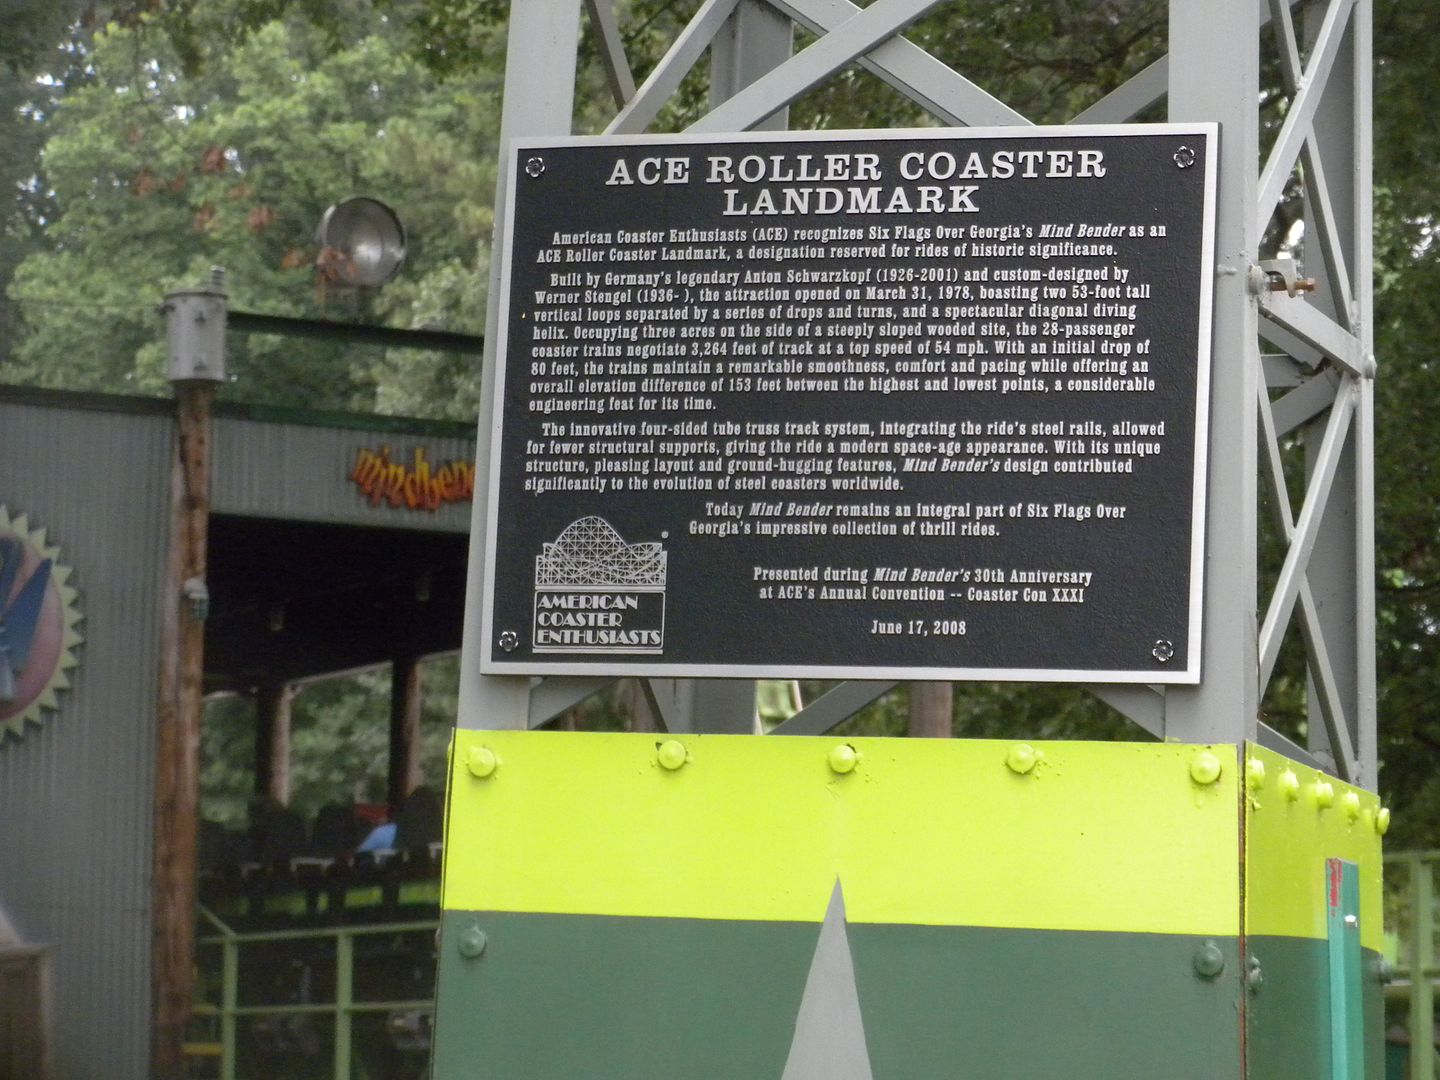 ACE ROLLER COASTER
LANDMARK
American Coaster Enthusiasts (ACE) recognizes Six Flags Over Georgia's Mind Bender as an
ACE Roller Coaster Landmark, a designation reserved for rides of historic significance.
Built by Germany's legendary Anton Schwarzkopf (1926-2001) and custom-designed by
Werner Stengel (1936- ), the attraction opened on March 31, 1978, boasting two 53-foot tall
vertical loops separated by a series of drops and turns, and a spectacular diagonal diving
helix. Occupying three acres on the side of a steeply sloped wooded site, the 28-passenger
coaster trains negotiate 3,264 feet of track at a top speed of 54 mph. With an initial drop of
80 feet, the trains maintain a remarkable smoothness, comfort and pacing while offering an
overall elevation difference of 153 feet between the highest and lowest points, a considerable
engineering feat for its time.
The innovative four-sided tube truss track system, integrating the ride's steel rails, allowed
for fewer structural supports, giving the ride a modern space-age appearance. With its unique
structure, pleasing layout and ground-hugging features, Mind Bender's design contributed
significantly to the evolution of steel coasters worldwide.
Today Mind Bender remains an integral part of Six Flags Over
Georgia's impressive collection of thrill rides.
Presented during Mind Bender's 30th Anniversary
at ACE's Annual Convention -- Coaster Con XXXI
June 17, 2008
®
AMERICAN
COASTER
ENTHUSIASTS
mindben